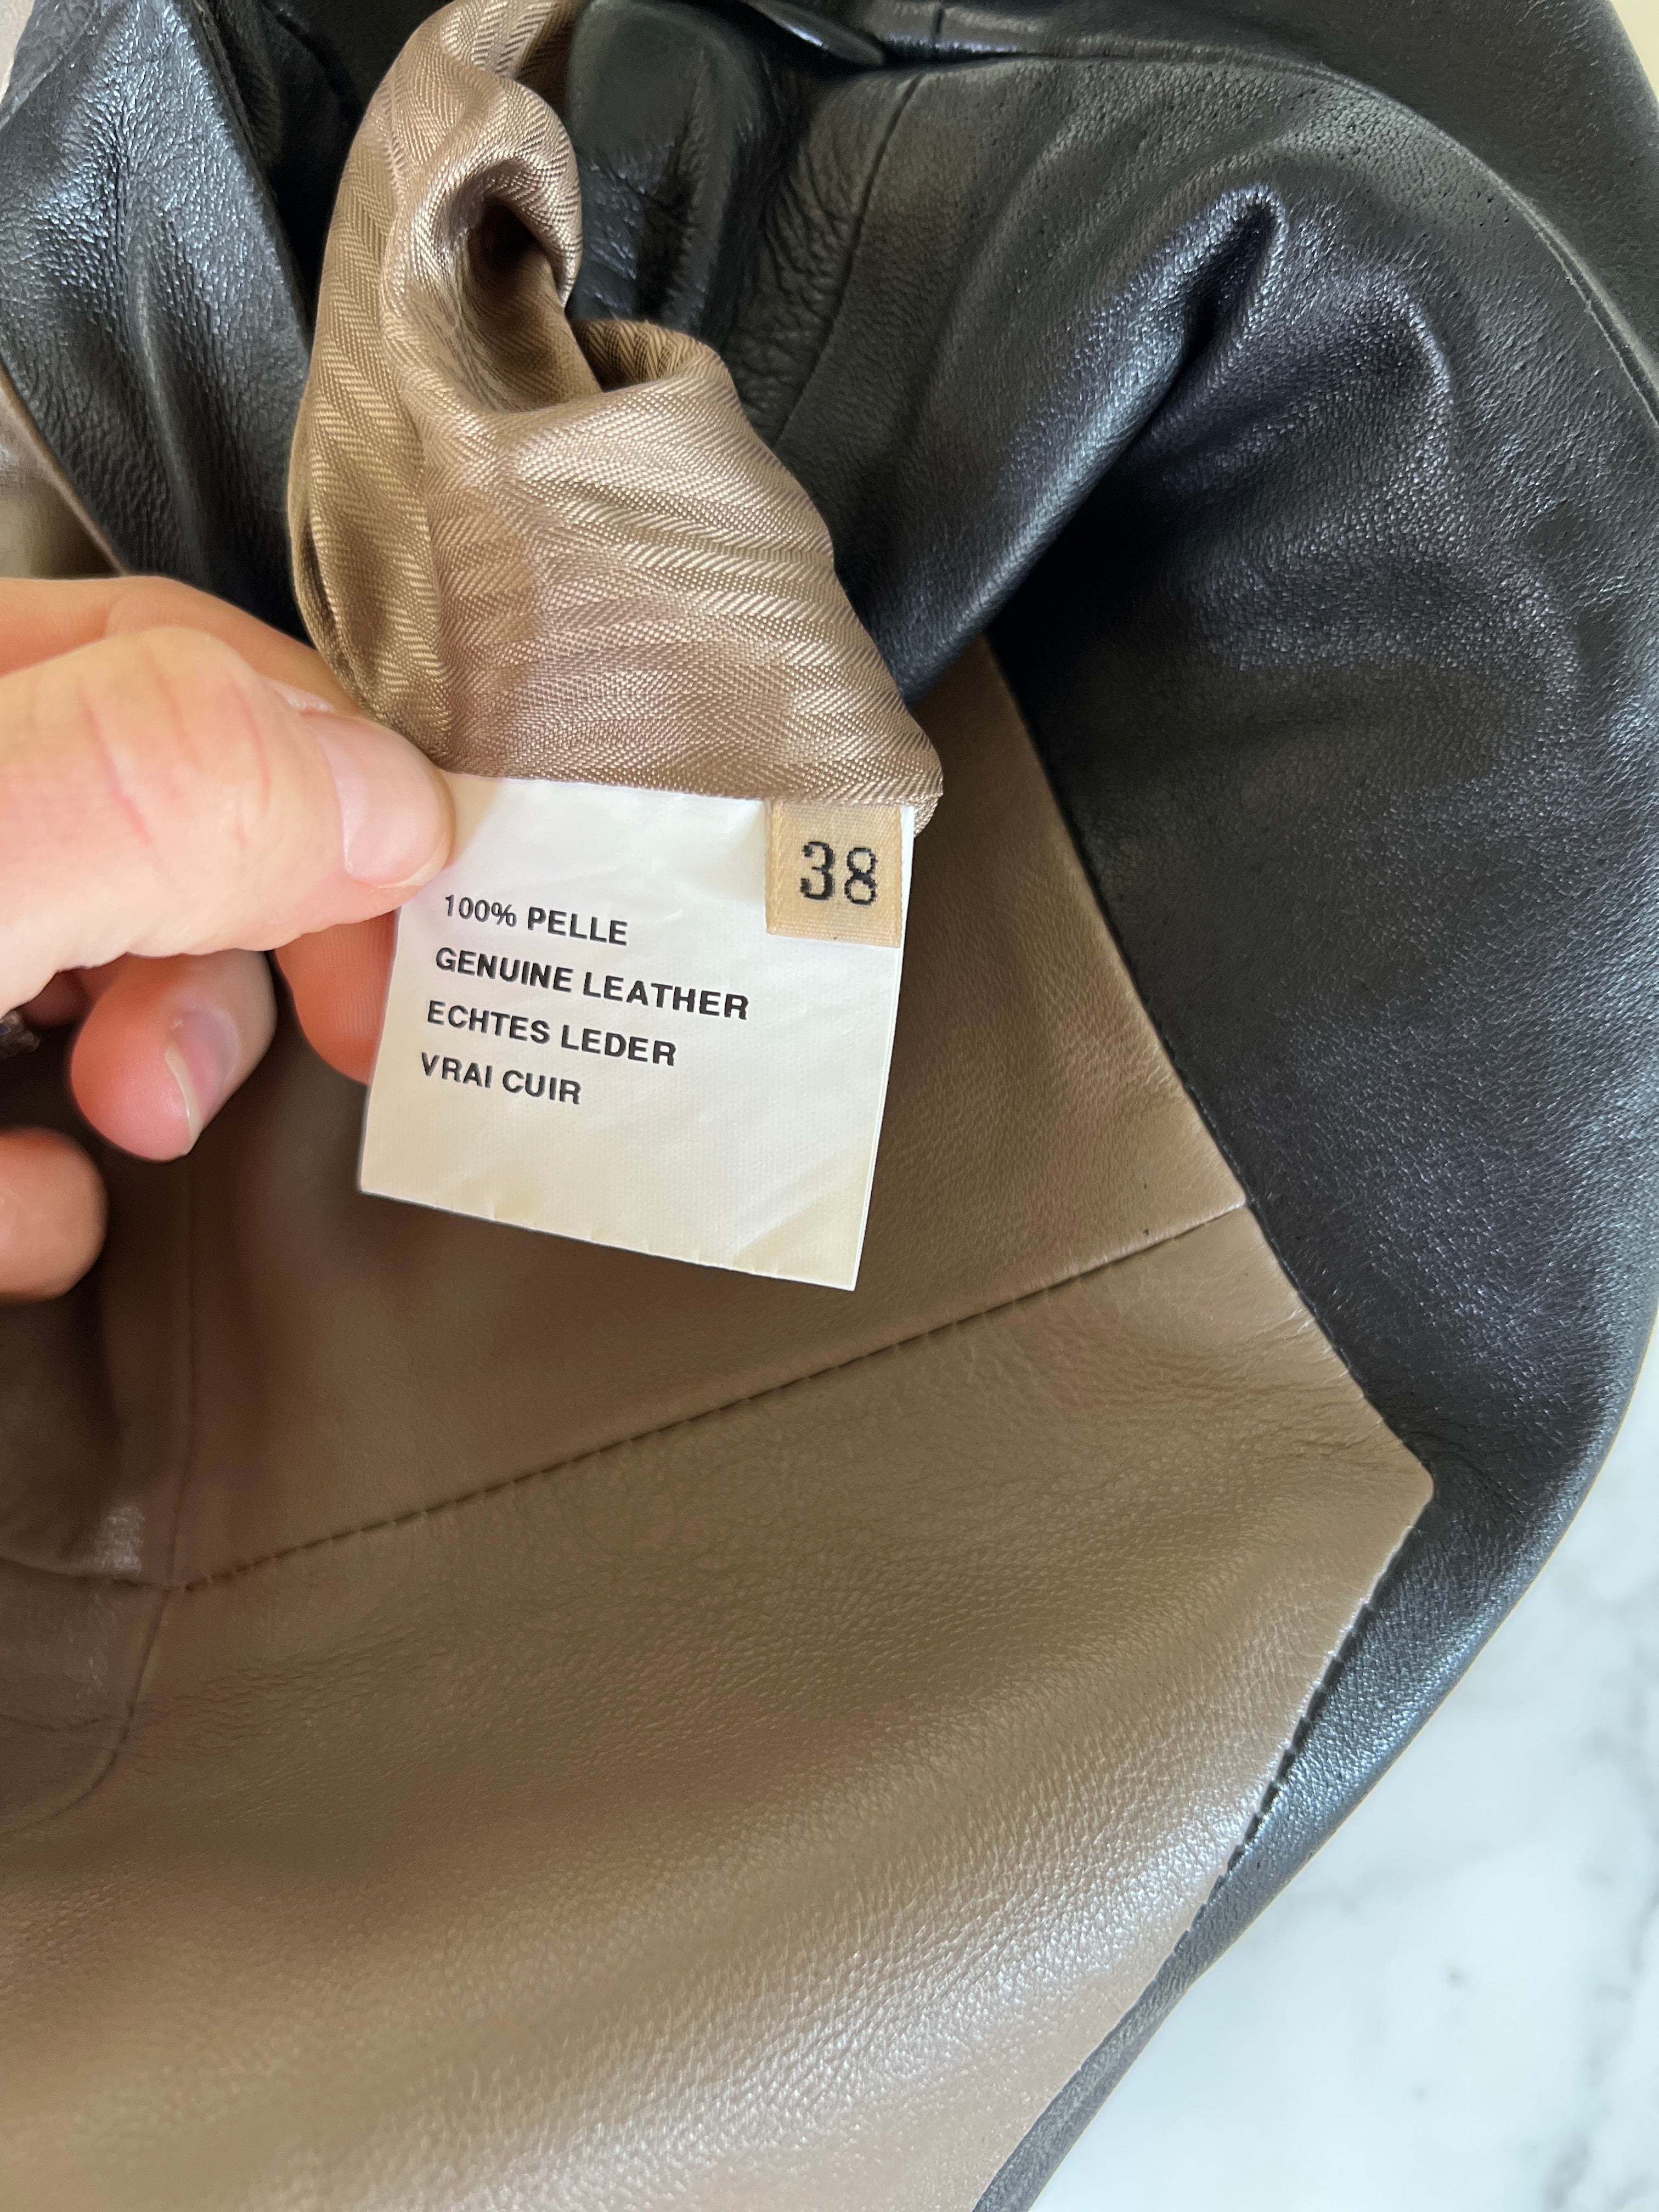 38
100% PELLE
GENUINE LEATHER
ECHTES LEDER
VRAI CUIR